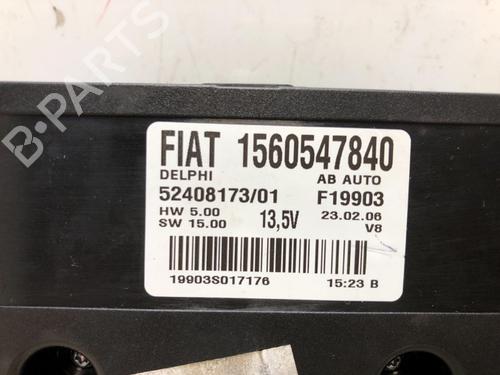 FIAT 1560547840
DELPHI AB AUTO
52408173/01 F19903
HW 5.00 13,5V 23.02.06
SW 15.00 V8
19903S017176 15:23 B
B-PARTS